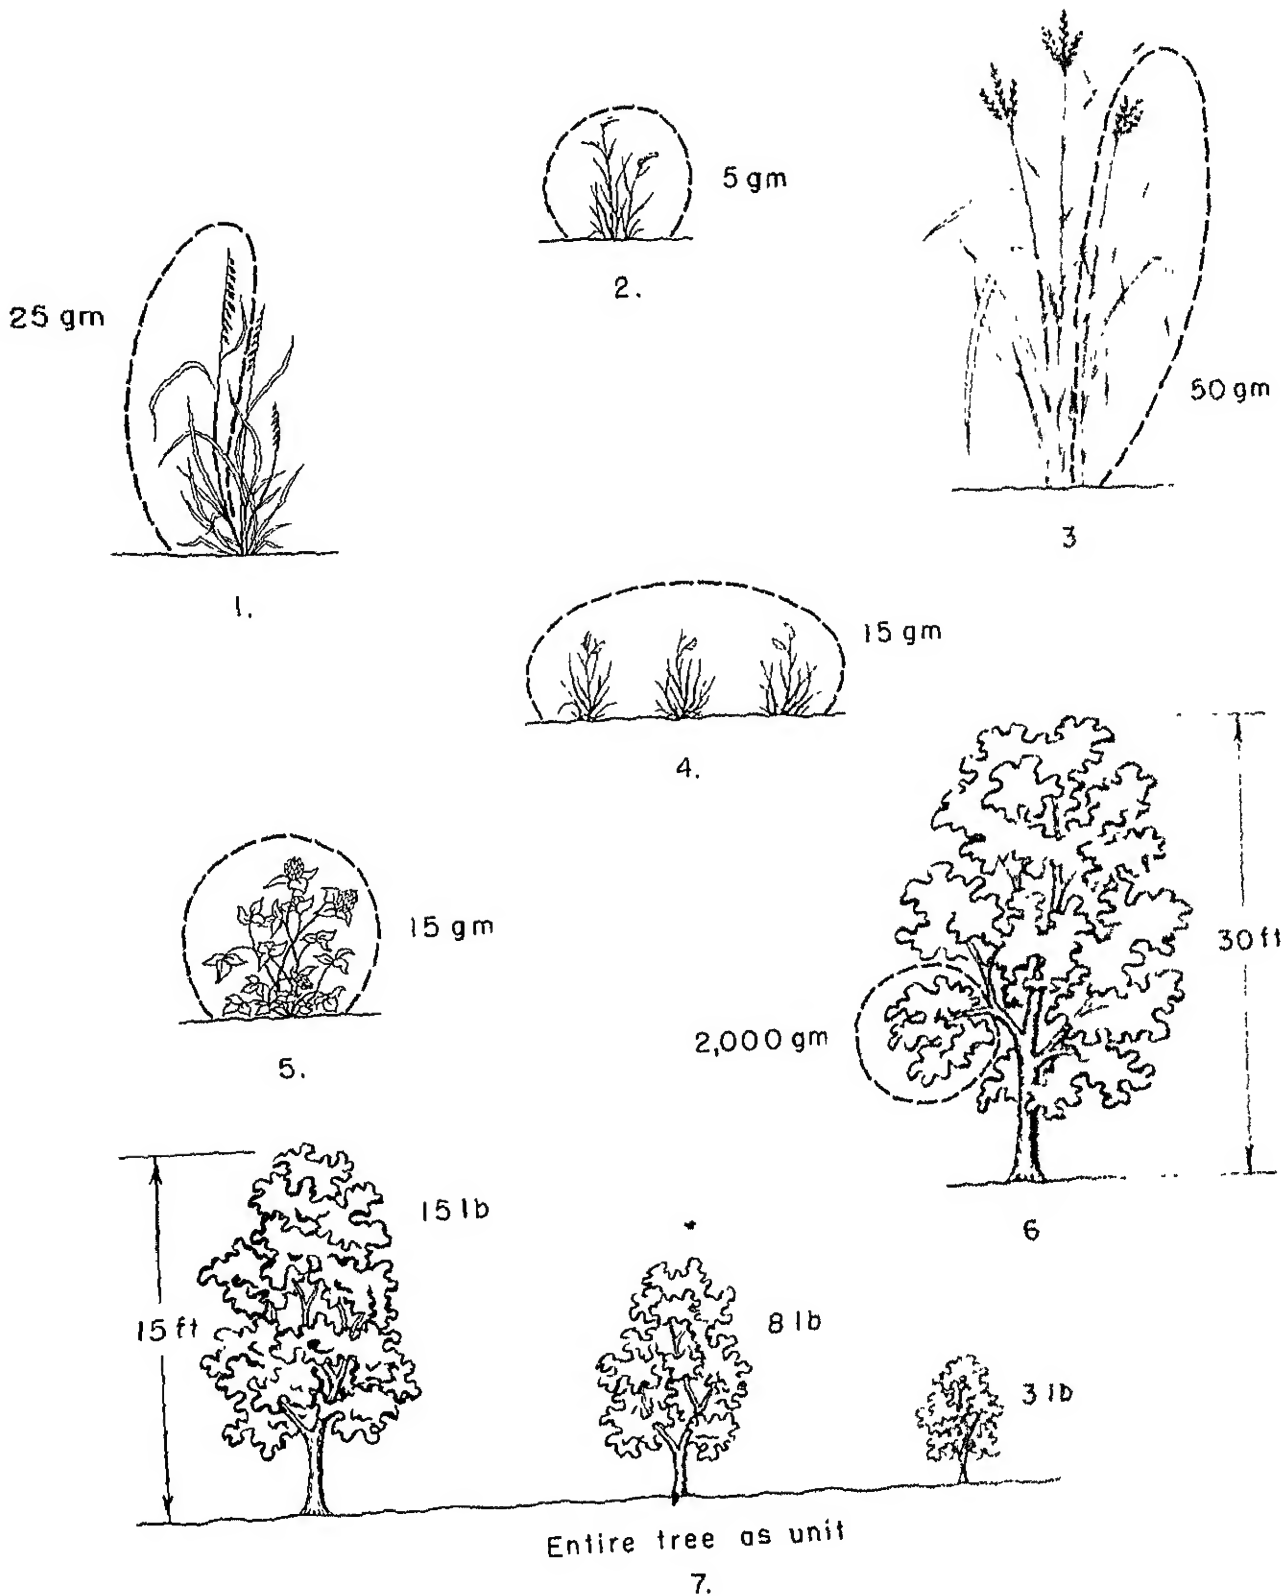 5 gm
2.
25 gm
1.
50 gm
3
15 gm
4.
15 gm
5.
2,000 gm
30 ft
6
15 lb
15 ft
8 lb
3 lb
Entire tree as unit
7.